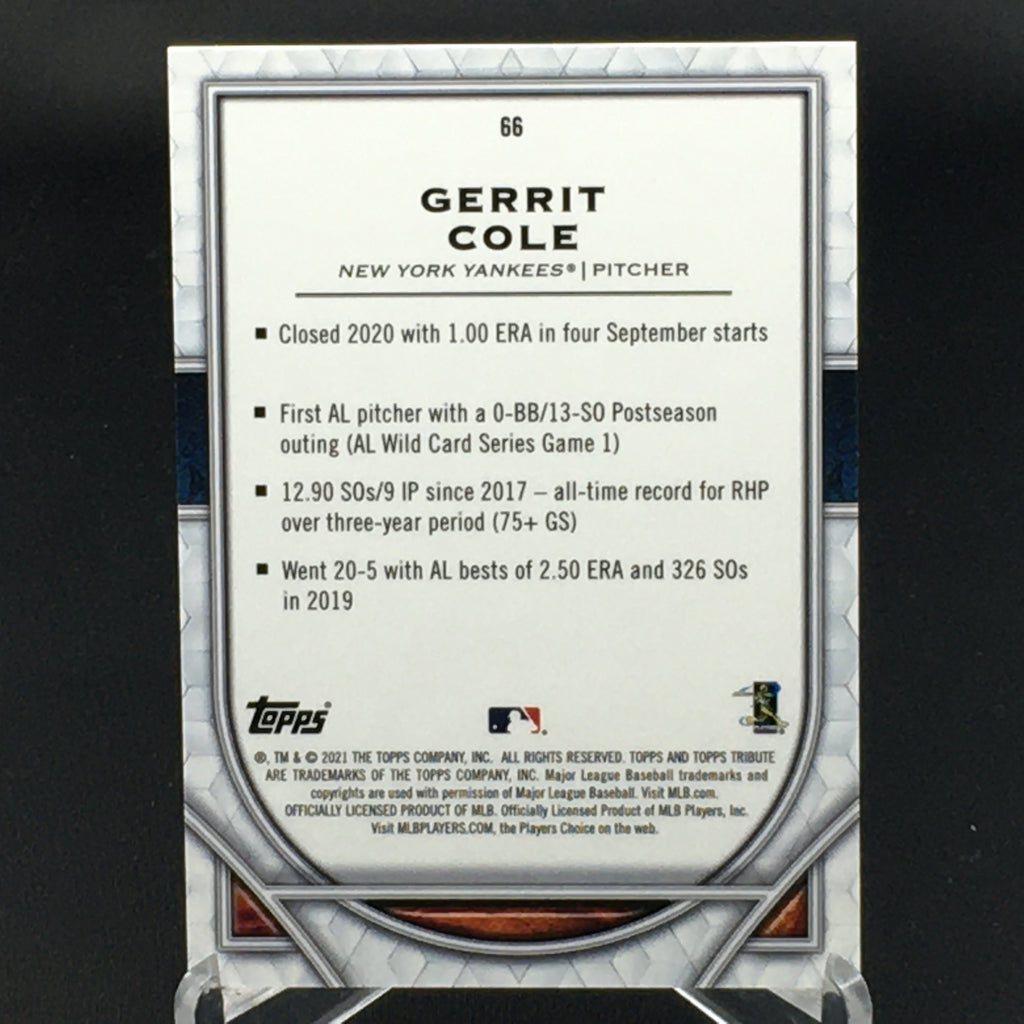 66
GERRIT
COLE
NEW YORK YANKEES® | PITCHER
■ Closed 2020 with 1.00 ERA in four September starts
■ First AL pitcher with a 0-BB/13-SO Postseason
outing (AL Wild Card Series Game 1)
■ 12.90 SOs/9 IP since 2017 – all-time record for RHP
over three-year period (75+ GS)
■ Went 20-5 with AL bests of 2.50 ERA and 326 SOs
in 2019
Topps®
®, TM & © 2021 THE TOPPS COMPANY, INC. ALL RIGHTS RESERVED. TOPPS AND TOPPS TRIBUTE
ARE TRADEMARKS OF THE TOPPS COMPANY, INC. Major League Baseball trademarks and
copyrights are used with permission of Major League Baseball. Visit MLB.com.
OFFICIALLY LICENSED PRODUCT OF MLB. Officially Licensed Product of MLB Players, Inc.
Visit MLBPLAYERS.COM, the Players Choice on the web.